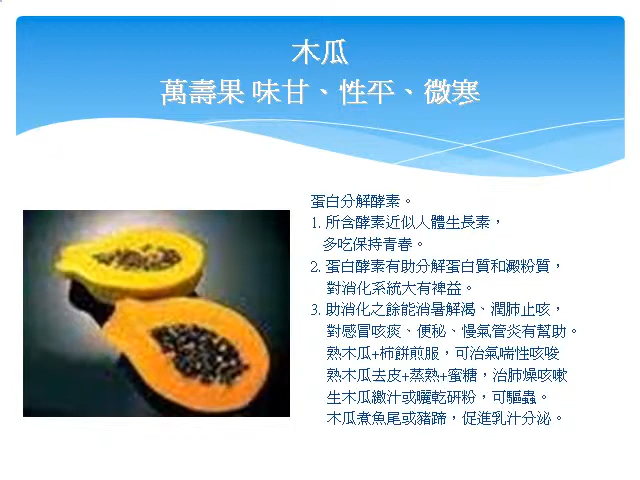 木瓜
萬壽果 味甘、性平、微寒
蛋白分解酵素。
1. 所含酵素近似人體生長素，
多吃保持青春。
2. 蛋白酵素有助分解蛋白質和澱粉質，
對消化系統大有裨益。
3. 助消化之餘能消暑解渴、潤肺止咳，
對感冒咳痰、便秘、慢氣管炎有幫助。
熟木瓜+柿餅煎服，可治氣喘性咳唆
熟木瓜去皮+蒸熟+蜜糖，治肺燥咳嗽
生木瓜繳汁或曬乾研粉，可驅蟲。
木瓜煮魚尾或豬蹄，促進乳汁分泌。